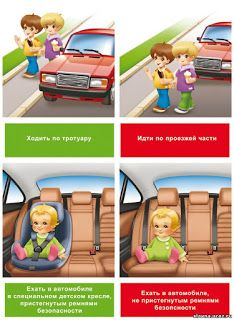 Ходить по тротуару
Идти по проезжей части
Ехать в автомобиле
в специальном детском кресле,
пристегнутым ремнями
безопасности
Ехать в автомобиле,
не пристегнутым ремнями
безопасности